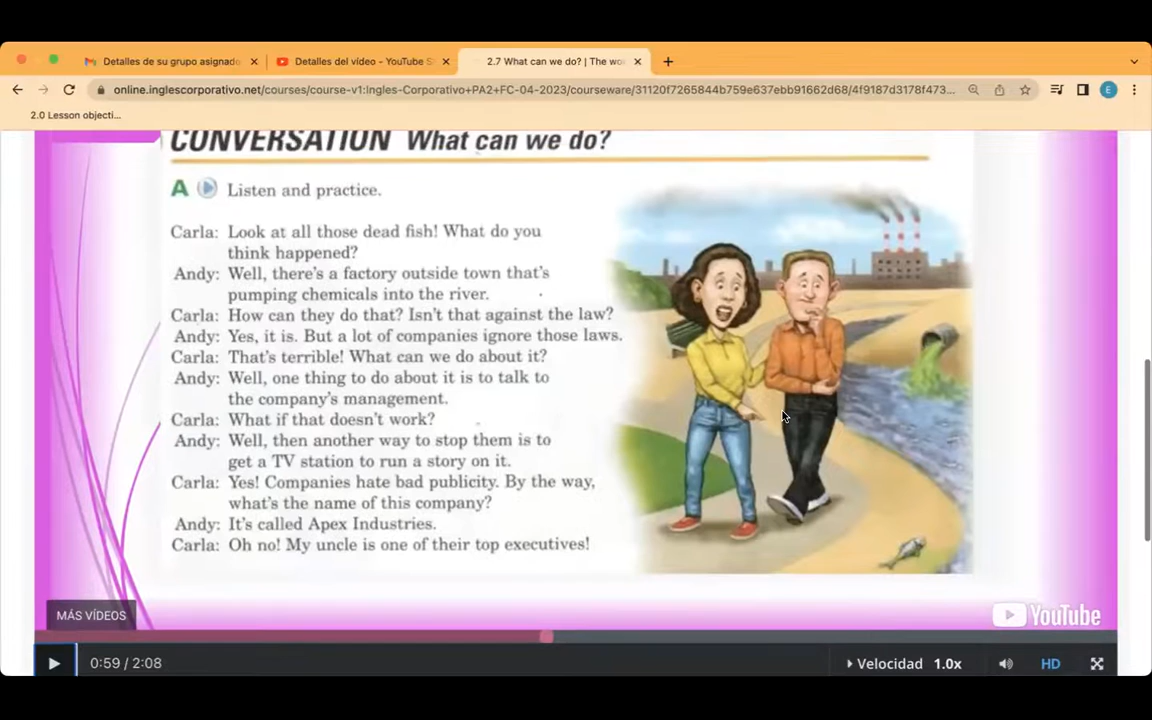 Detalles de su grupo asignado
Detalles del vídeo - YouTube S
2.7 What can we do? | The wo
online.inglescorporativo.net/courses/course-v1:Ingles-Corporativo+PA2+FC-04-2023/courseware/31120f7265844b759e637ebb91662d68/4f9187d3178f473...
E
2.0 Lesson objecti...
CONVERSATION What can we do?
A Listen and practice.
Carla: Look at all those dead fish! What do you
think happened?
Andy: Well, there's a factory outside town that's
pumping chemicals into the river.
Carla: How can they do that? Isn't that against the law?
Andy: Yes, it is. But a lot of companies ignore those laws.
Carla: That's terrible! What can we do about it?
Andy: Well, one thing to do about it is to talk to
the company's management.
Carla: What if that doesn't work?
Andy: Well, then another way to stop them is to
get a TV station to run a story on it.
Carla: Yes! Companies hate bad publicity. By the way,
what's the name of this company?
Andy: It's called Apex Industries.
Carla: Oh no! My uncle is one of their top executives!
MÁS VÍDEOS
YouTube
0:59 / 2:08
Velocidad 1.0x
HD